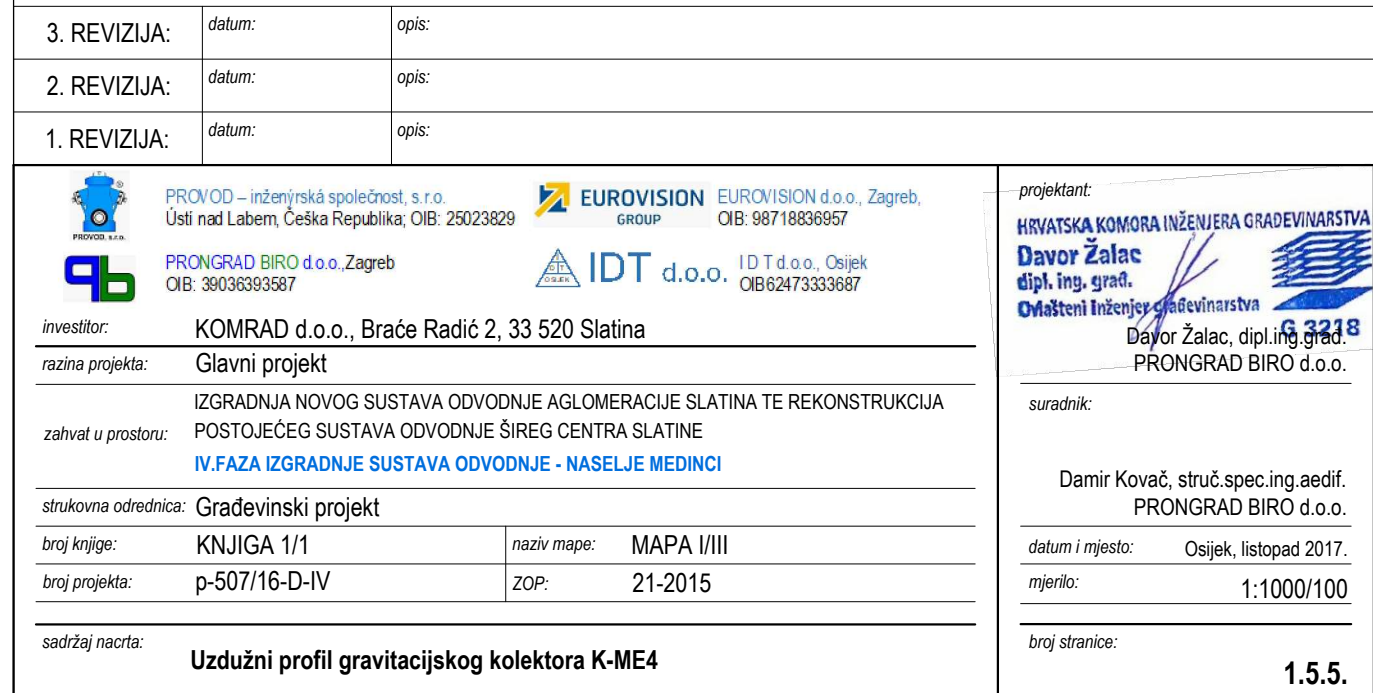 3. REVIZIJA: datum: opis:
2. REVIZIJA: datum: opis:
1. REVIZIJA: datum: opis:
PROVOD, s.r.o.
PROVOD – inženýrská společnost, s.r.o.
Ústí nad Labem, Češka Republika; OIB: 25023829
EUROVISION
GROUP
EUROVISION d.o.o., Zagreb,
OIB: 98718836957
PRONGRAD BIRO d.o.o.,Zagreb
OIB: 39036393587
IDT d.o.o.
I D T d.o.o., Osijek
OIB62473333687
investitor: KOMRAD d.o.o., Braće Radić 2, 33 520 Slatina
razina projekta: Glavni projekt
zahvat u prostoru:
IZGRADNJA NOVOG SUSTAVA ODVODNJE AGLOMERACIJE SLATINA TE REKONSTRUKCIJA
POSTOJEĆEG SUSTAVA ODVODNJE ŠIREG CENTRA SLATINE
IV.FAZA IZGRADNJE SUSTAVA ODVODNJE - NASELJE MEDINCI
strukovna odrednica: Građevinski projekt
broj knjige: KNJIGA 1/1 naziv mape: MAPA I/III
broj projekta: p-507/16-D-IV ZOP: 21-2015
sadržaj nacrta:
Uzdužni profil gravitacijskog kolektora K-ME4
projektant:
HRVATSKA KOMORA INŽENJERA GRAĐEVINARSTVA
Davor Žalac
dipl. ing. građ.
Ovlašteni inženjer građevinarstva
G 3218
Davor Žalac, dipl.ing.građ.
PRONGRAD BIRO d.o.o.
suradnik:
Damir Kovač, struč.spec.ing.aedif.
PRONGRAD BIRO d.o.o.
datum i mjesto: Osijek, listopad 2017.
mjerilo: 1:1000/100
broj stranice:
1.5.5.